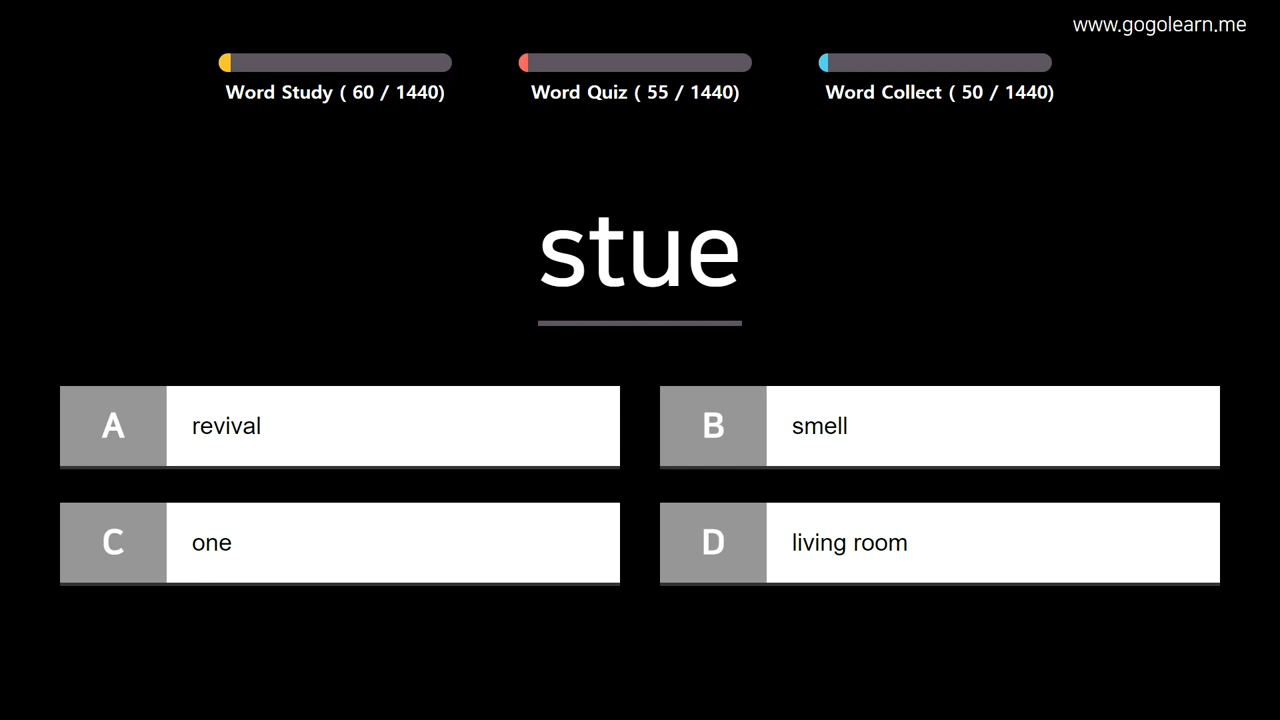 www.gogolearn.me
Word Study ( 60 / 1440)
Word Quiz ( 55 / 1440)
Word Collect ( 50 / 1440)
stue
A revival
B smell
C one
D living room